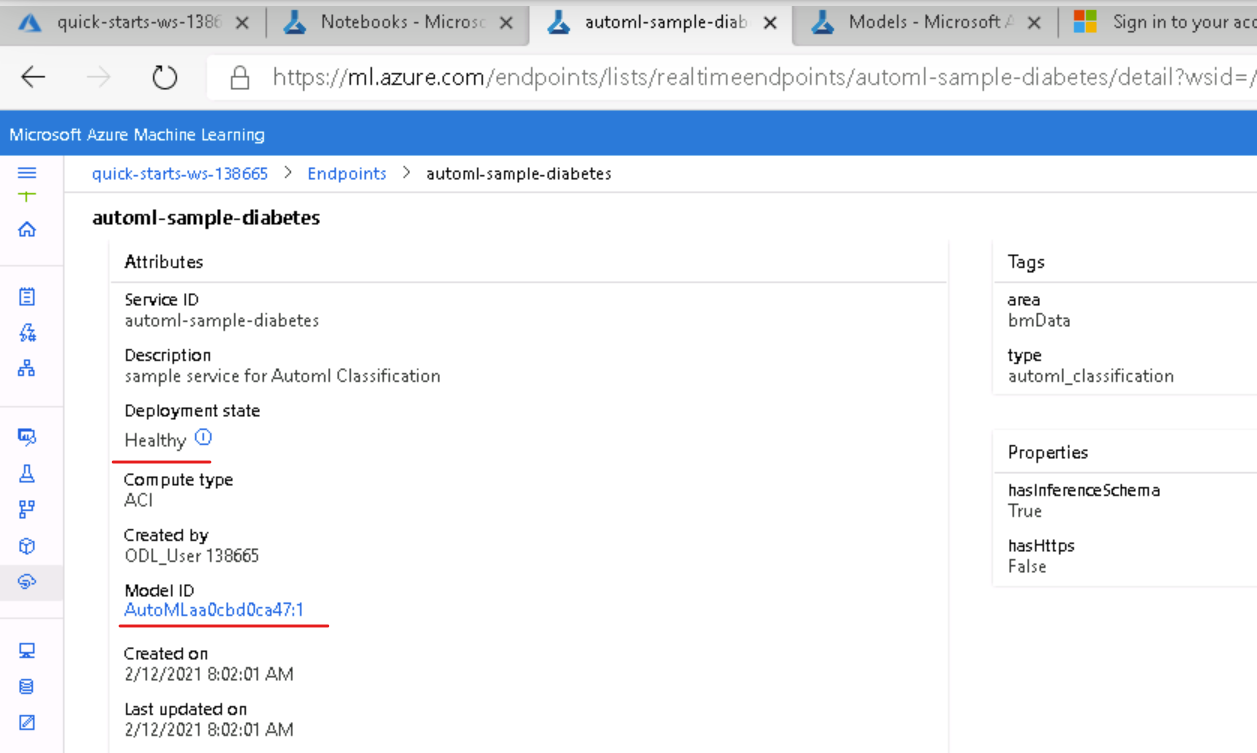 quick-starts-ws-1386
Notebooks - Microsc
automl-sample-diab
Models - Microsoft A
Sign in to your acc
https://ml.azure.com/endpoints/lists/realtimeendpoints/automl-sample-diabetes/detail?wsid=/
Microsoft Azure Machine Learning
quick-starts-ws-138665 > Endpoints > automl-sample-diabetes
automl-sample-diabetes
Attributes
Service ID
automl-sample-diabetes
Description
sample service for Automl Classification
Deployment state
Healthy
Compute type
ACI
Created by
ODL_User 138665
Model ID
AutoMLaa0cbd0ca47:1
Created on
2/12/2021 8:02:01 AM
Last updated on
2/12/2021 8:02:01 AM
Tags
area
bmData
type
automl_classification
Properties
hasInferenceSchema
True
hasHttps
False